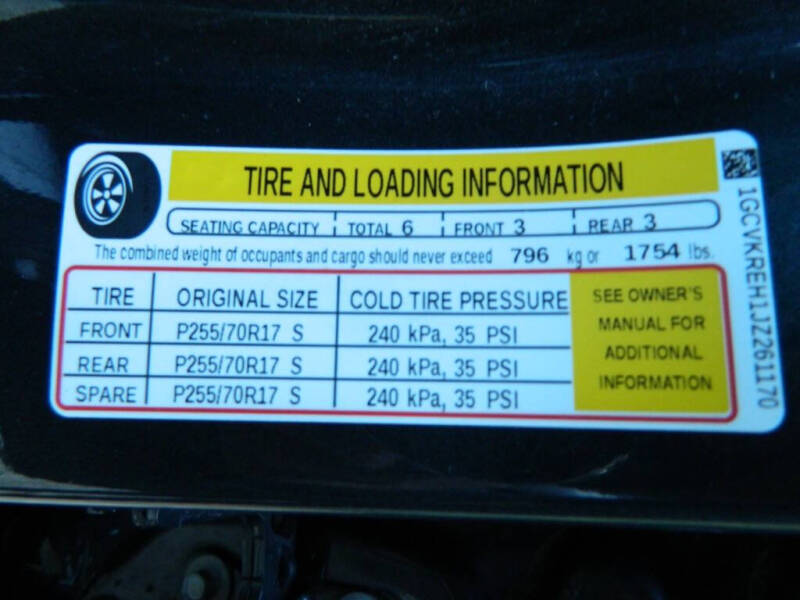 TIRE AND LOADING INFORMATION
SEATING CAPACITY TOTAL 6 FRONT 3 REAR 3
The combined weight of occupants and cargo should never exceed 796 kg or 1754 lbs.
TIRE ORIGINAL SIZE COLD TIRE PRESSURE
FRONT P255/70R17 S 240 kPa, 35 PSI
REAR P255/70R17 S 240 kPa, 35 PSI
SPARE P255/70R17 S 240 kPa, 35 PSI
SEE OWNER'S
MANUAL FOR
ADDITIONAL
INFORMATION
1GCVKREH1JZ261170